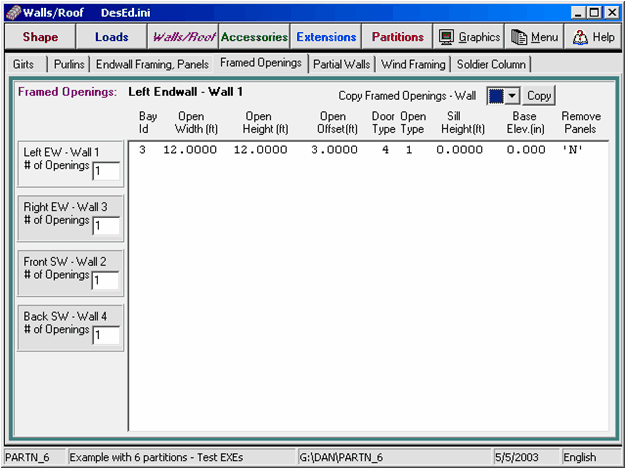 Walls/Roof DesEd.ini
Shape Loads Walls/Roof Accessories Extensions Partitions Graphics Menu Help
Girts Purlins Endwall Framing, Panels Framed Openings Partial Walls Wind Framing Soldier Column
Framed Openings: Left Endwall - Wall 1 Copy Framed Openings - Wall Copy
Bay Open Open Open Door Open Sill Base Remove
Id Width (ft) Height (ft) Offset(ft) Type Type Height(ft) Elev.(in) Panels
3 12.0000 12.0000 3.0000 4 1 0.0000 0.000 'N'
Left EW - Wall 1
# of Openings 1
Right EW - Wall 3
# of Openings 1
Front SW - Wall 2
# of Openings 1
Back SW - Wall 4
# of Openings 1
PARTN_6 Example with 6 partitions - Test EXEs G:\DAN\PARTN_6 5/5/2003 English